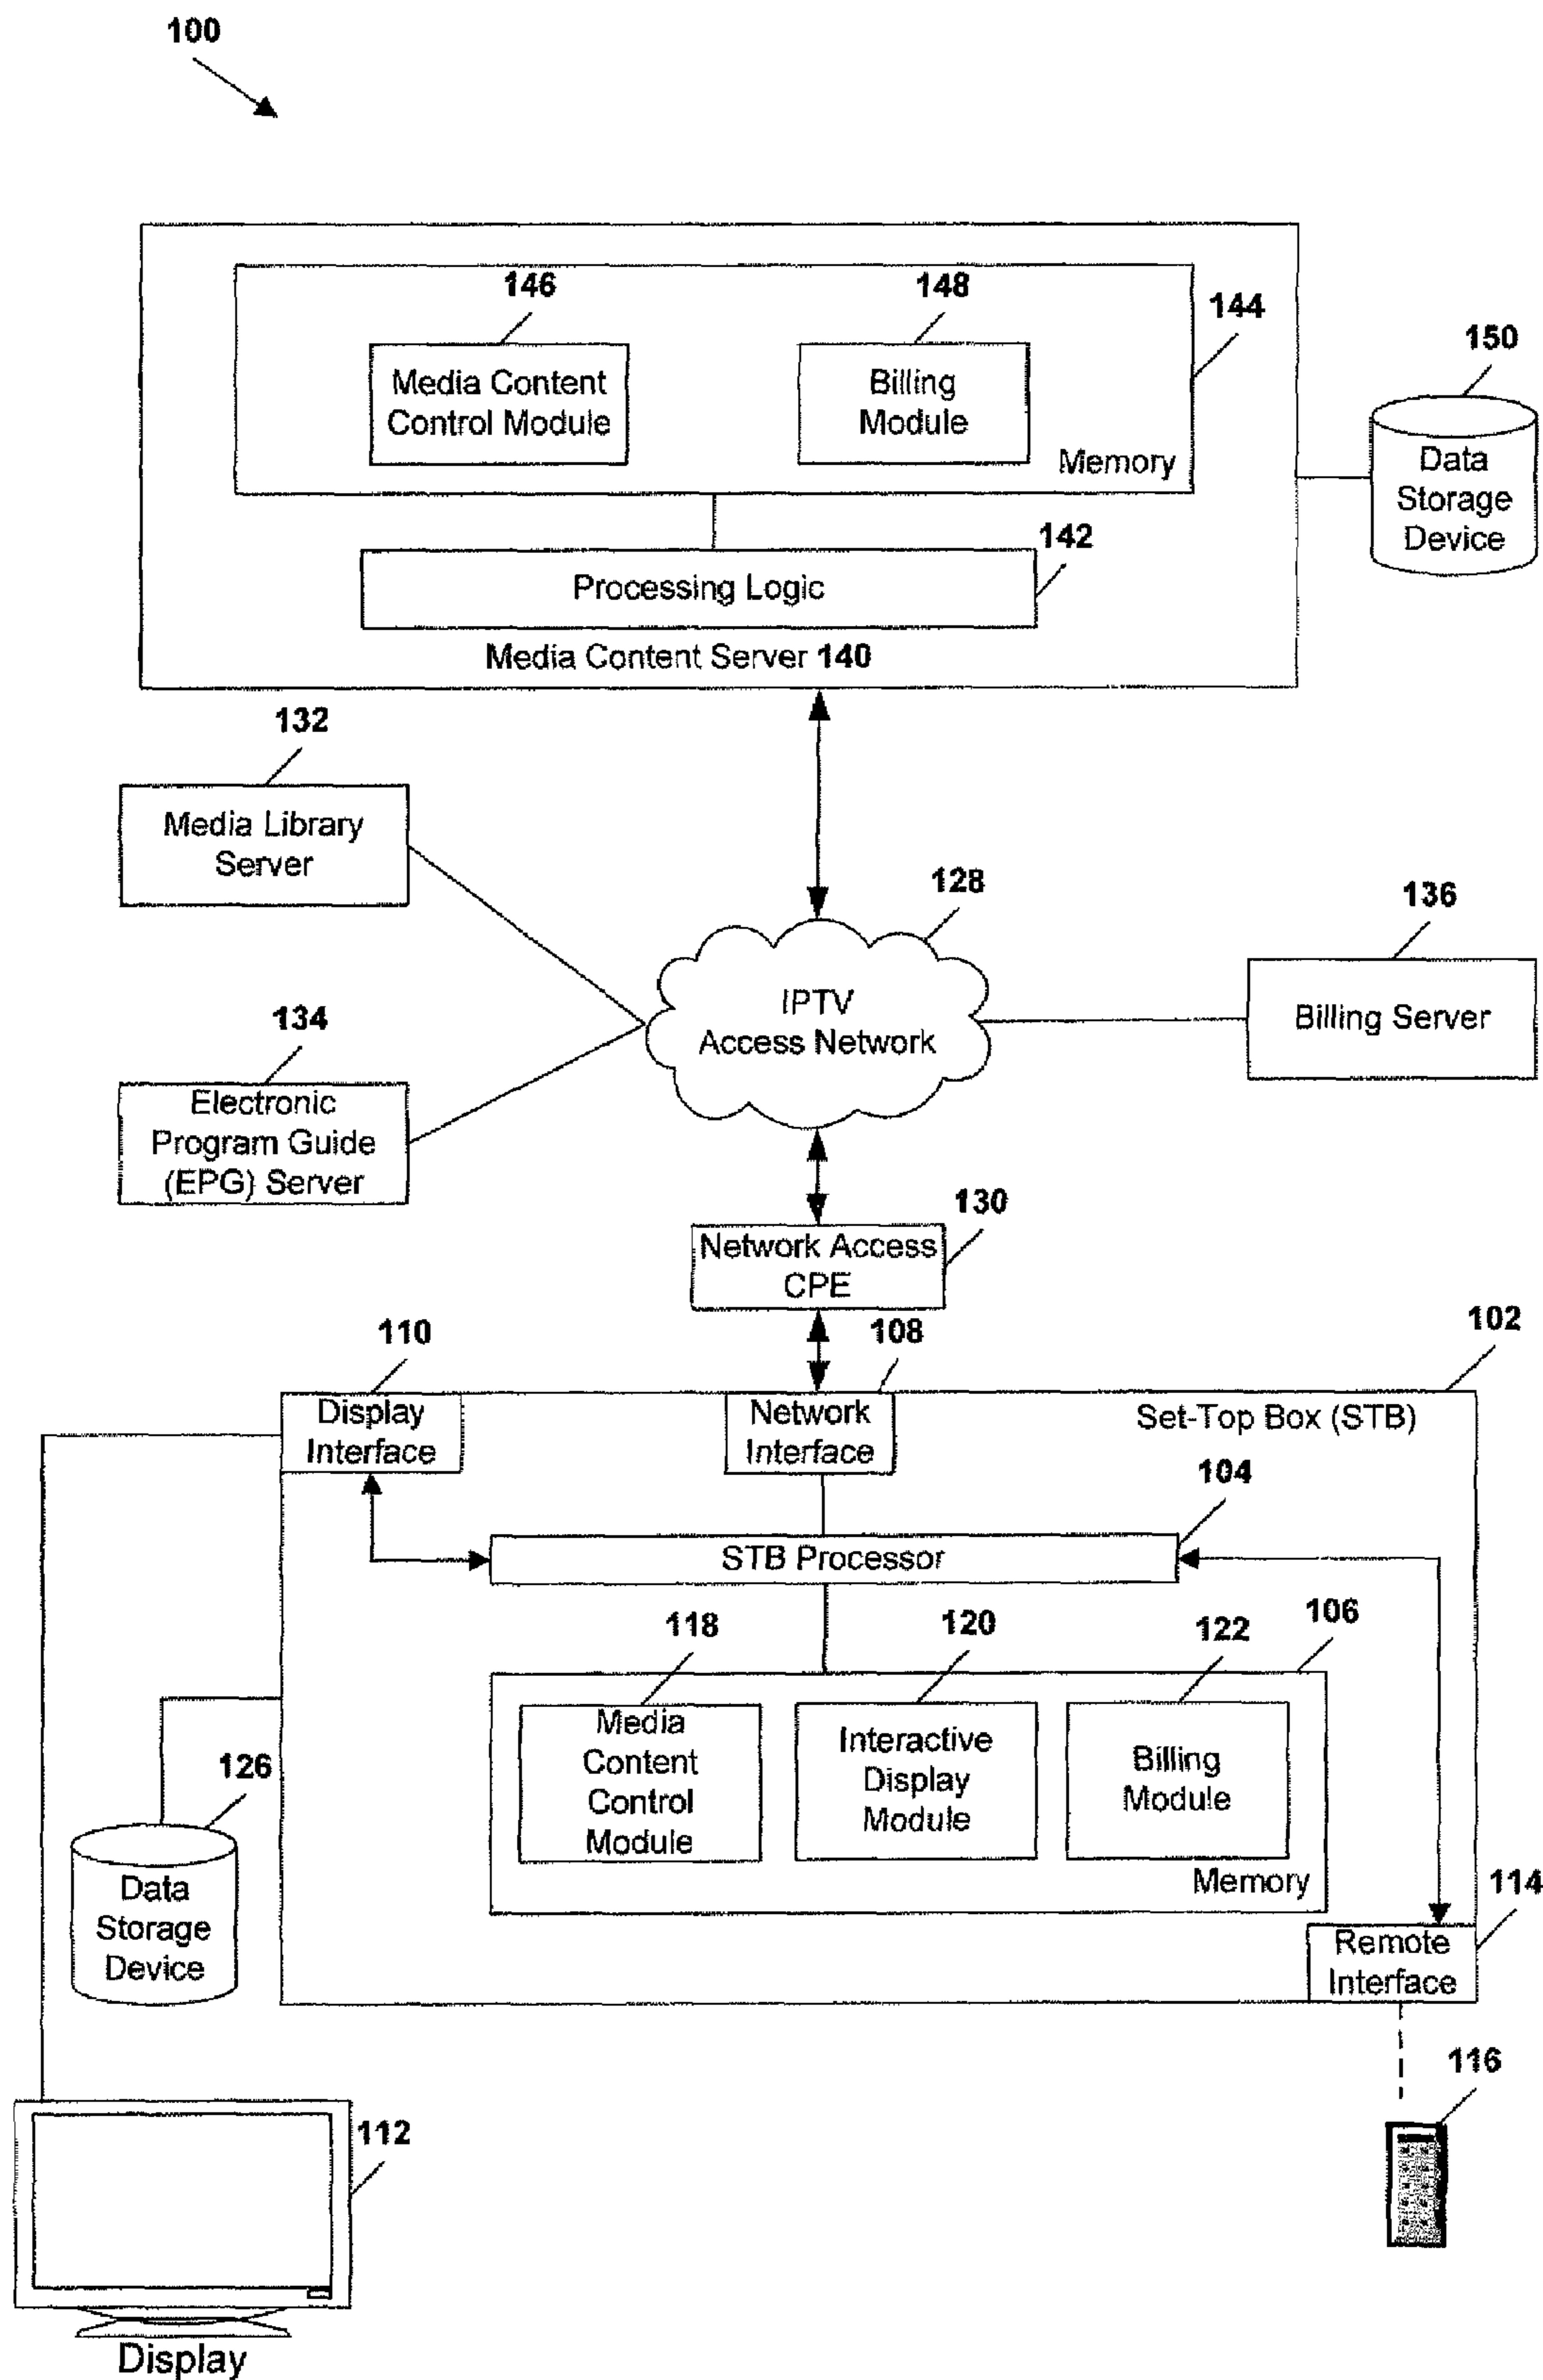 100
146
148
144
150
Media Content
Control Module
Billing
Module
Memory
Data
Storage
Device
142
Processing Logic
Media Content Server 140
132
Media Library
Server
128
136
IPTV
Access Network
Billing Server
134
Electronic
Program Guide
(EPG) Server
130
Network Access
CPE
110
108
102
Display
Interface
Network
Interface
Set-Top Box (STB)
104
STB Processor
118
120
122
106
Media
Content
Control
Module
Interactive
Display
Module
Billing
Module
Memory
126
Data
Storage
Device
114
Remote
Interface
116
112
Display